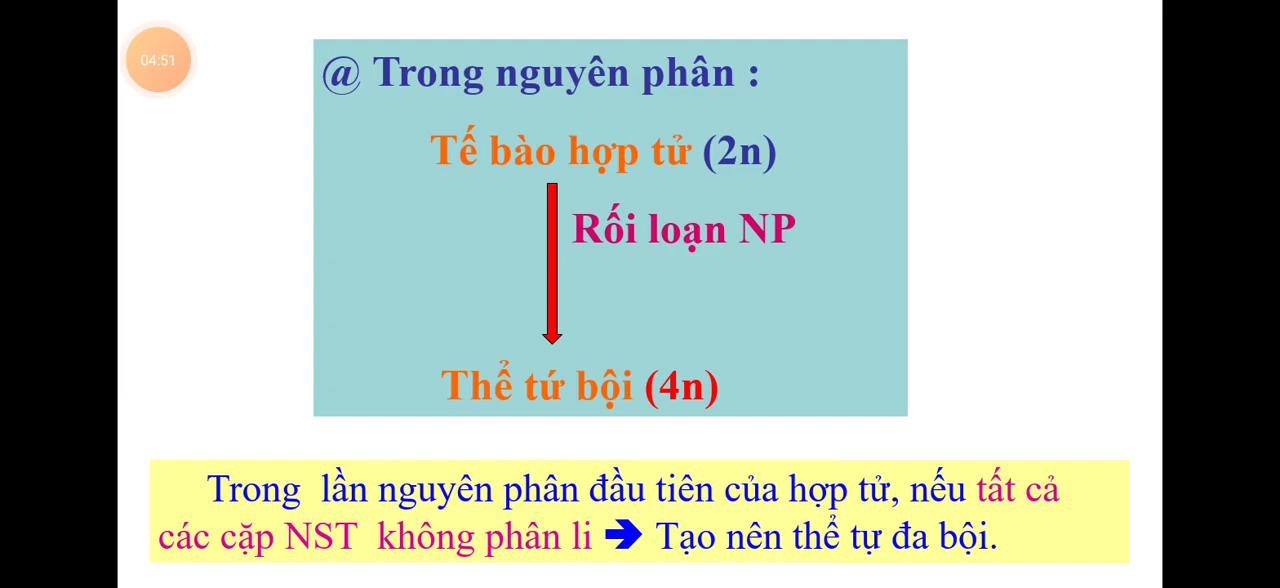 04:51
@ Trong nguyên phân :
Tế bào hợp tử (2n)
Rối loạn NP
Thể tứ bội (4n)
Trong lần nguyên phân đầu tiên của hợp tử, nếu tất cả
các cặp NST không phân li 🡺 Tạo nên thể tự đa bội.